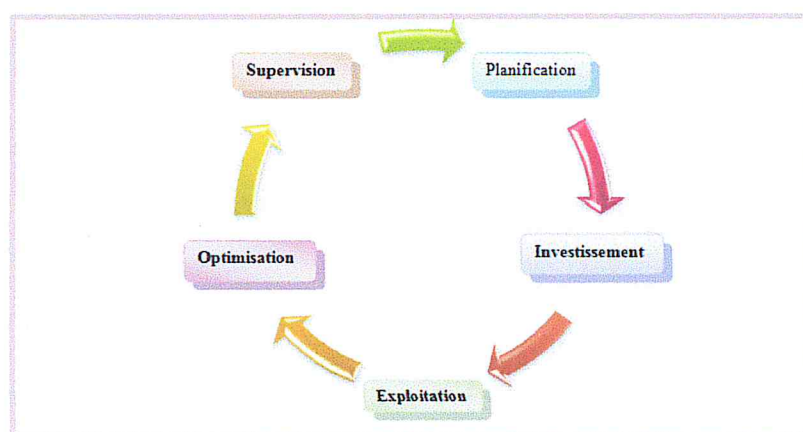 Supervision
Planification
Optimisation
Investissement
Exploitation